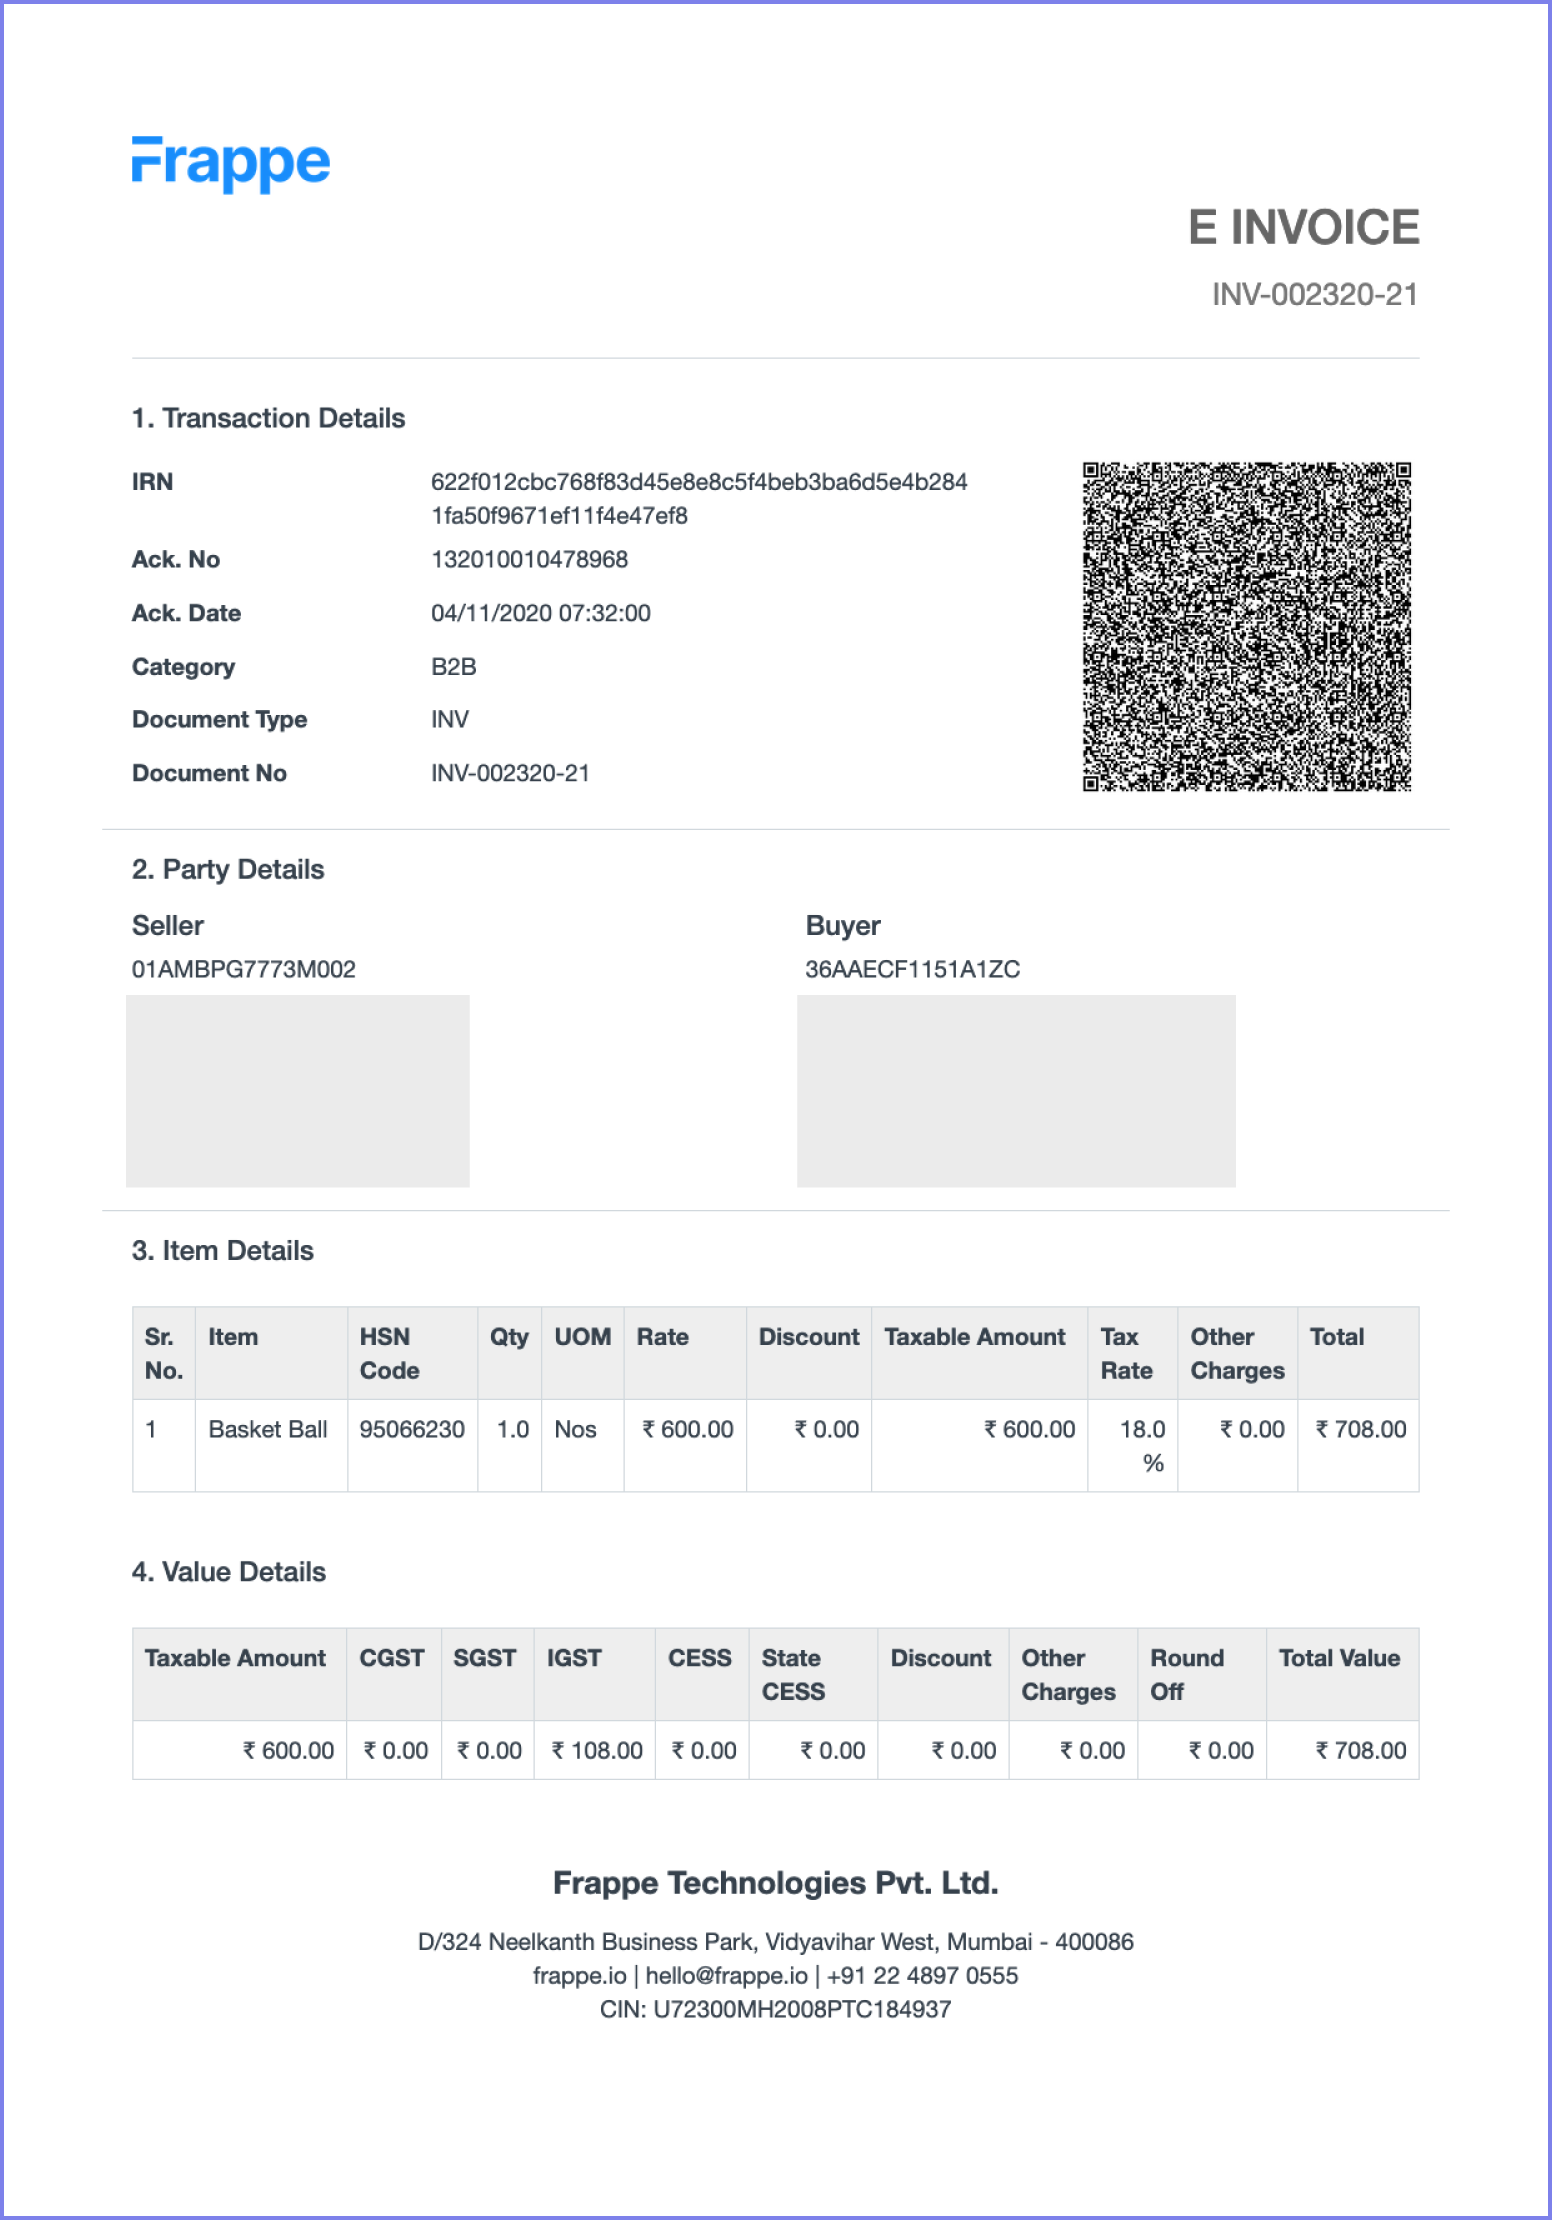 Frappe
E INVOICE
INV-002320-21
1. Transaction Details
IRN 622f012cbc768f83d45e8e8c5f4beb3ba6d5e4b284
1fa50f9671ef11f4e47ef8
Ack. No 132010010478968
Ack. Date 04/11/2020 07:32:00
Category B2B
Document Type INV
Document No INV-002320-21
2. Party Details
Seller Buyer
01AMBPG7773M002 36AAECF1151A1ZC
3. Item Details
Sr. Item HSN Qty UOM Rate Discount Taxable Amount Tax Other Total
No. Code Rate Charges
1 Basket Ball 95066230 1.0 Nos ₹ 600.00 ₹ 0.00 ₹ 600.00 18.0 ₹ 0.00 ₹ 708.00
%
4. Value Details
Taxable Amount CGST SGST IGST CESS State Discount Other Round Total Value
CESS Charges Off
₹ 600.00 ₹ 0.00 ₹ 0.00 ₹ 108.00 ₹ 0.00 ₹ 0.00 ₹ 0.00 ₹ 0.00 ₹ 0.00 ₹ 708.00
Frappe Technologies Pvt. Ltd.
D/324 Neelkanth Business Park, Vidyavihar West, Mumbai - 400086
frappe.io | hello@frappe.io | +91 22 4897 0555
CIN: U72300MH2008PTC184937